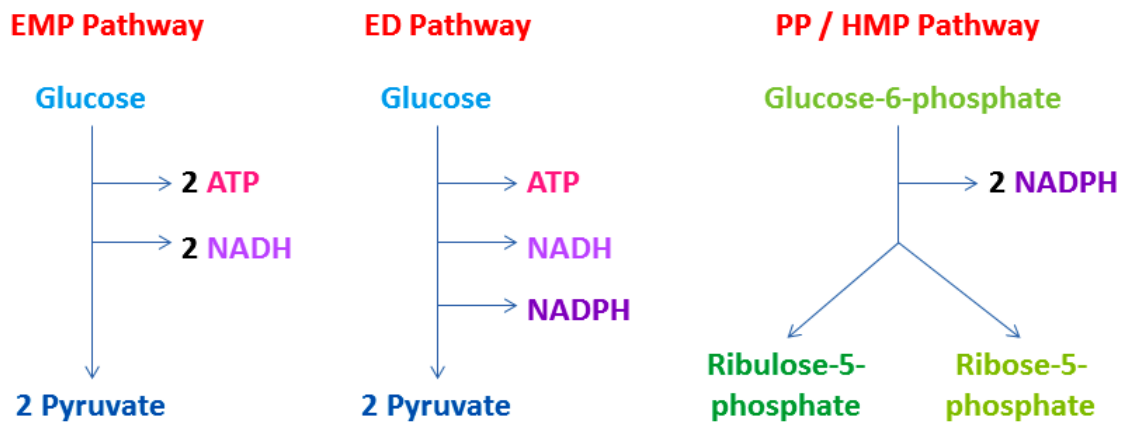 EMP Pathway
Glucose
2 ATP
2 NADH
2 Pyruvate
ED Pathway
Glucose
ATP
NADH
NADPH
2 Pyruvate
PP / HMP Pathway
Glucose-6-phosphate
2 NADPH
Ribulose-5-
phosphate
Ribose-5-
phosphate